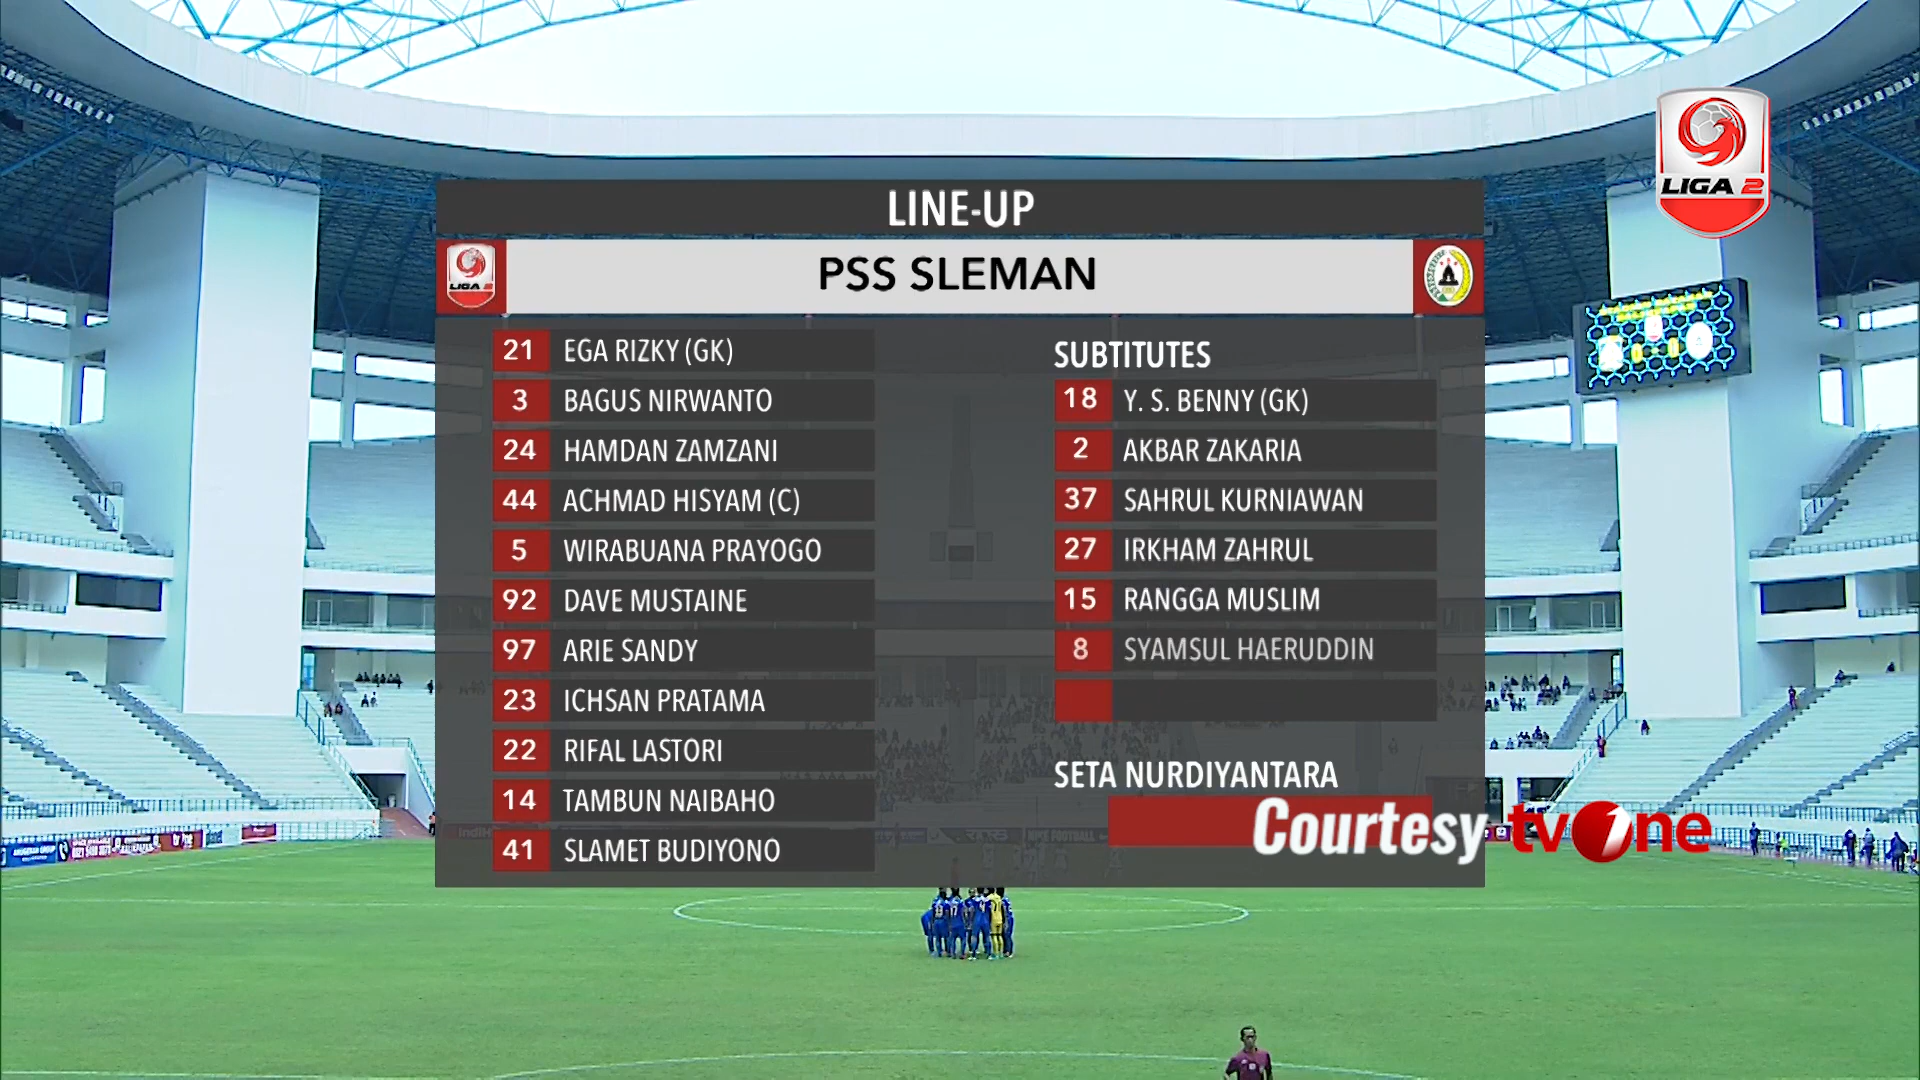 LIGA 2
LINE-UP
LIGA 2
PSS SLEMAN
21 EGA RIZKY (GK)
3 BAGUS NIRWANTO
24 HAMDAN ZAMZANI
44 ACHMAD HISYAM (C)
5 WIRABUANA PRAYOGO
92 DAVE MUSTAINE
97 ARIE SANDY
23 ICHSAN PRATAMA
22 RIFAL LASTORI
14 TAMBUN NAIBAHO
41 SLAMET BUDIYONO
SUBTITUTES
18 Y. S. BENNY (GK)
2 AKBAR ZAKARIA
37 SAHRUL KURNIAWAN
27 IRKHAM ZAHRUL
15 RANGGA MUSLIM
8 SYAMSUL HAERUDDIN
SETA NURDIYANTARA
Courtesy tvOne